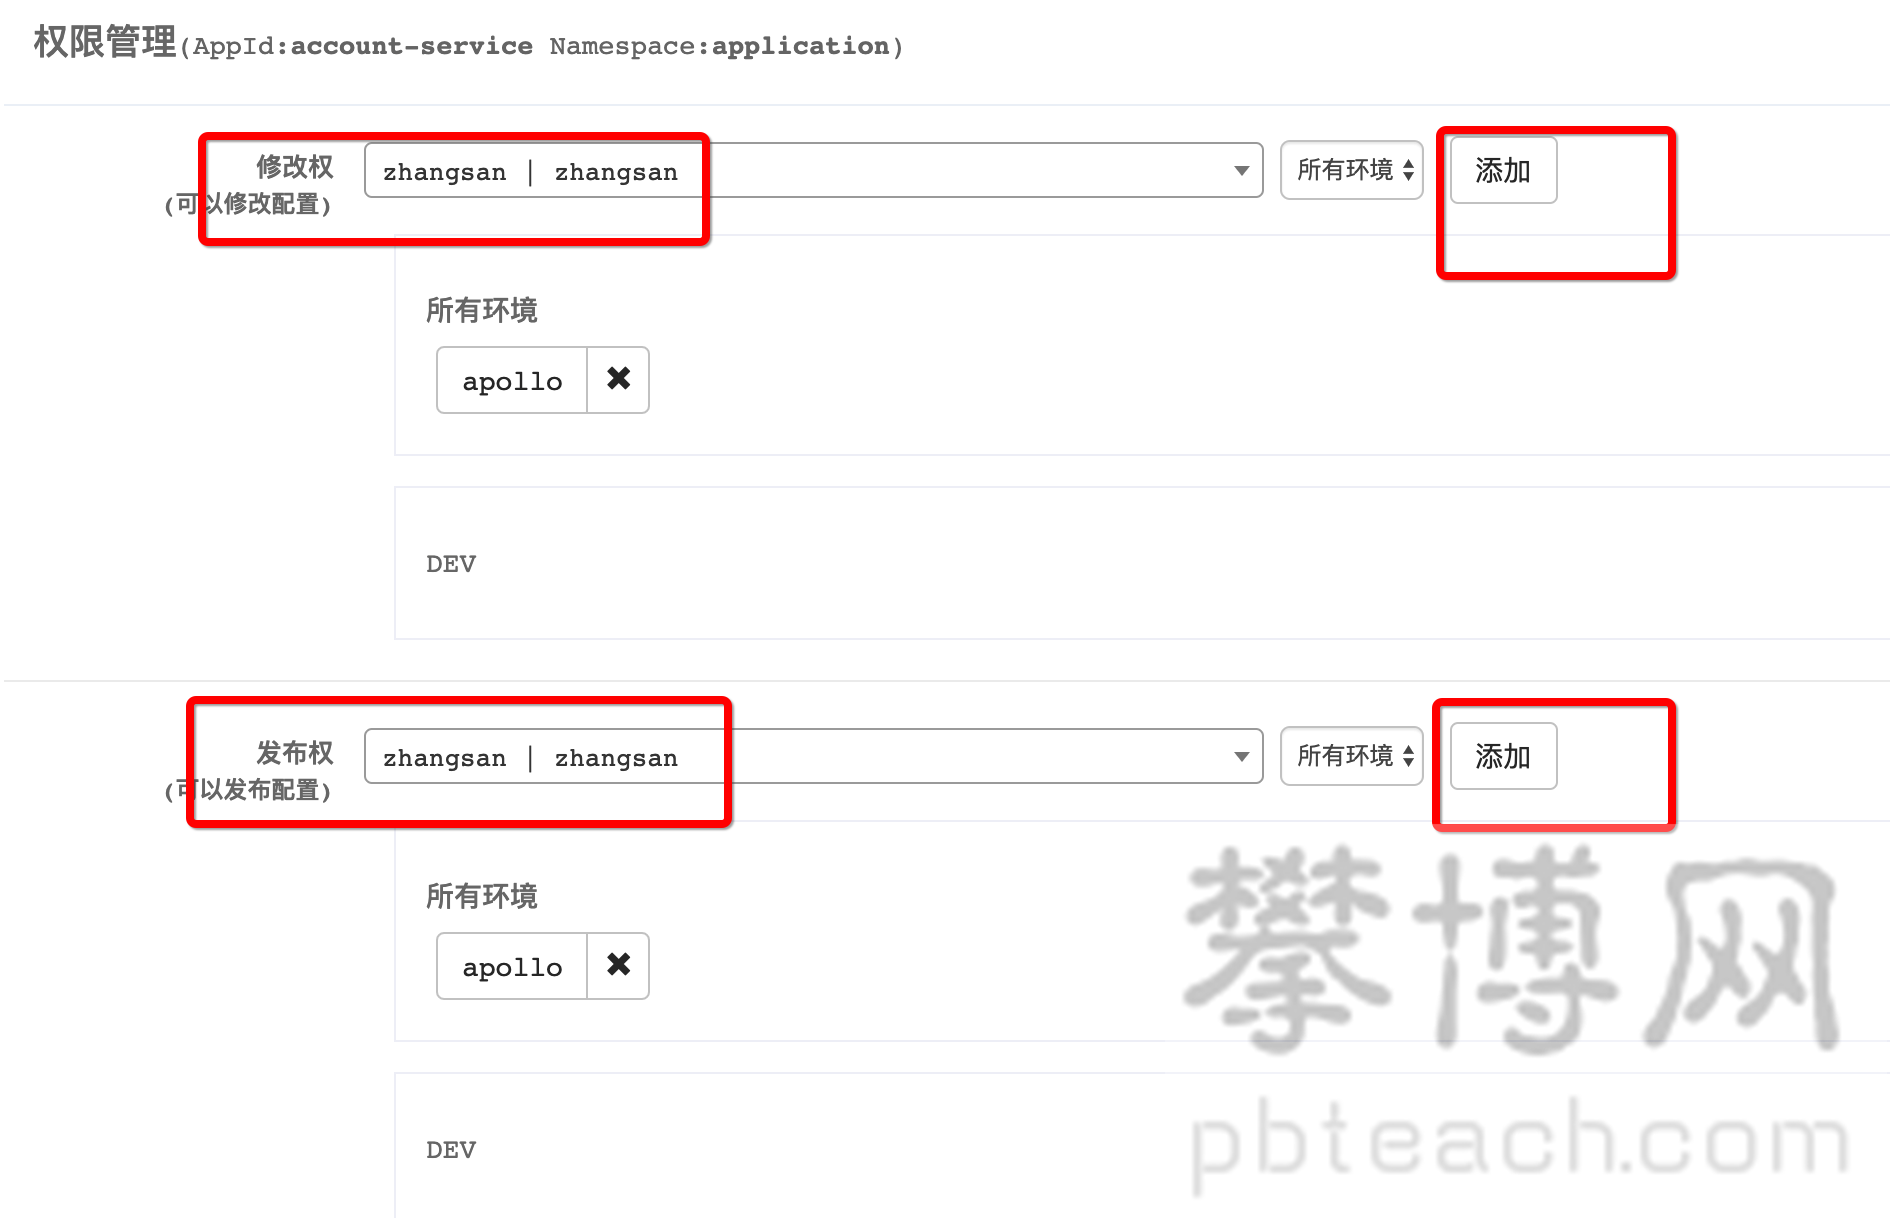 权限管理(AppId:account-service Namespace:application)
修改权 zhangsan | zhangsan 所有环境 添加
(可以修改配置)
所有环境
apollo ✖
DEV
发布权 zhangsan | zhangsan 所有环境 添加
(可以发布配置)
所有环境
apollo ✖
DEV
攀博网
pbteach.com